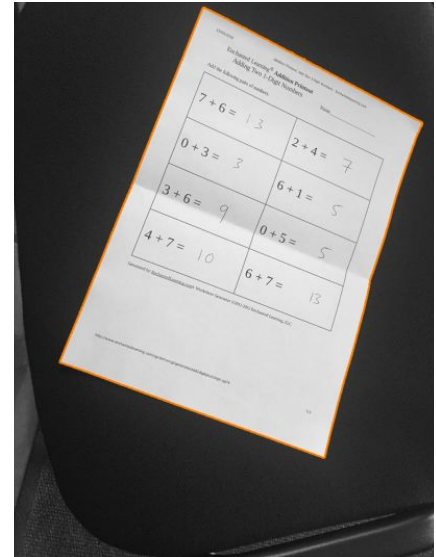 Enchanted Learning® Addition Printout
Adding Two 1-Digit Numbers
Name
Add the following pairs of numbers.
7 + 6 = 13
2 + 4 = 7
0 + 3 = 3
6 + 1 = 5
3 + 6 = 9
0 + 5 = 5
4 + 7 = 10
6 + 7 = 13